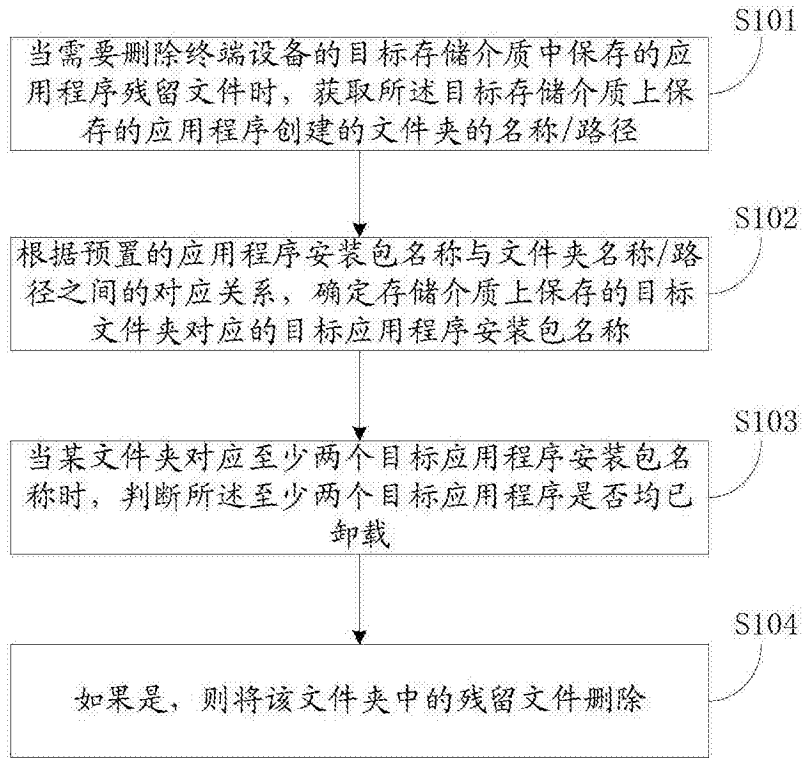 S101
当需要删除终端设备的目标存储介质中保存的应
用程序残留文件时，获取所述目标存储介质上保
存的应用程序创建的文件夹的名称/路径
S102
根据预置的应用程序安装包名称与文件夹名称/路
径之间的对应关系，确定存储介质上保存的目标
文件夹对应的目标应用程序安装包名称
S103
当某文件夹对应至少两个目标应用程序安装包名
称时，判断所述至少两个目标应用程序是否均已
卸载
S104
如果是，则将该文件夹中的残留文件删除